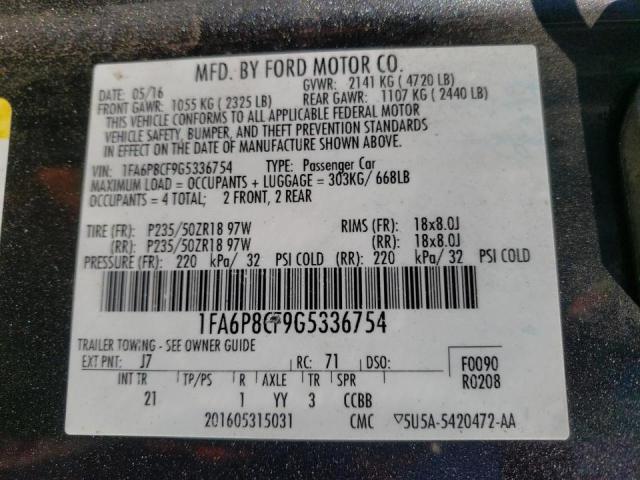 MFD. BY FORD MOTOR CO.
DATE: 05/16 GVWR: 2141 KG ( 4720 LB)
FRONT GAWR: 1055 KG ( 2325 LB) REAR GAWR: 1107 KG ( 2440 LB)
THIS VEHICLE CONFORMS TO ALL APPLICABLE FEDERAL MOTOR
VEHICLE SAFETY, BUMPER, AND THEFT PREVENTION STANDARDS
IN EFFECT ON THE DATE OF MANUFACTURE SHOWN ABOVE.
VIN: 1FA6P8CF9G5336754 TYPE: Passenger Car
MAXIMUM LOAD = OCCUPANTS + LUGGAGE = 303KG/ 668LB
OCCUPANTS = 4 TOTAL; 2 FRONT, 2 REAR
TIRE (FR): P235/50ZR18 97W RIMS (FR): 18x8.0J
(RR): P235/50ZR18 97W (RR): 18x8.0J
PRESSURE (FR): 220 kPa/ 32 PSI COLD (RR): 220 kPa/ 32 PSI COLD
1FA6P8CF9G5336754
TRAILER TOWING - SEE OWNER GUIDE
EXT PNT: J7 RC: 71 DSO: F0090
R0208
INT TR TP/PS R AXLE TR SPR
21 1 YY 3 CCBB
201605315031 CMC ▽5U5A-5420472-AA